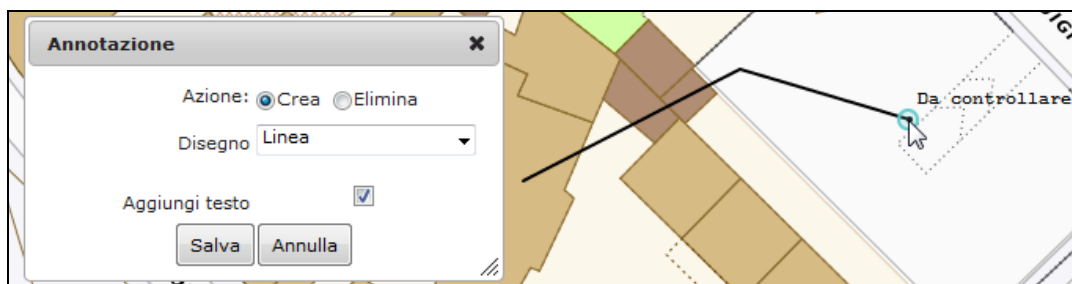 Annotazione
Azione: Crea Elimina
Disegno Linea
Aggiungi testo
Salva Annulla
Da controllare